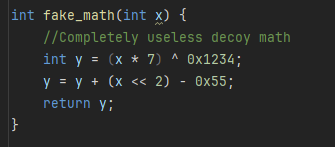 int fake_math(int x) {
//Completely useless decoy math
int y = (x * 7) ^ 0x1234;
y = y + (x << 2) - 0x55;
return y;
}